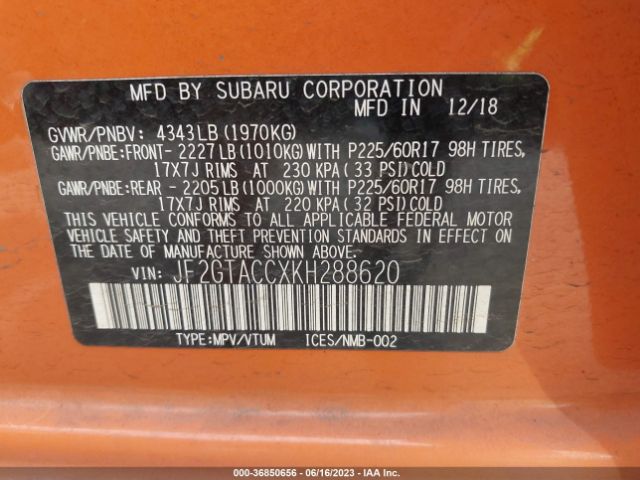 MFD BY SUBARU CORPORATION
MFD IN 12/18
GVWR/PNBV: 4343LB(1970KG)
GAWR/PNBE:FRONT- 2227LB(1010KG)WITH P225/60R17 98H TIRES,
17X7J RIMS AT 230 KPA(33 PSI)COLD
GAWR/PNBE:REAR - 2205LB(1000KG)WITH P225/60R17 98H TIRES,
17X7J RIMS AT 220 KPA(32 PSI)COLD
THIS VEHICLE CONFORMS TO ALL APPLICABLE FEDERAL MOTOR
VEHICLE SAFETY AND THEFT PREVENTION STANDARDS IN EFFECT ON
THE DATE OF MANUFACTURE SHOWN ABOVE.
VIN: JF2GTACCXKH288620
TYPE:MPV/VTUM ICES/NMB-002
000-36850656 - 06/16/2023 - IAA Inc.